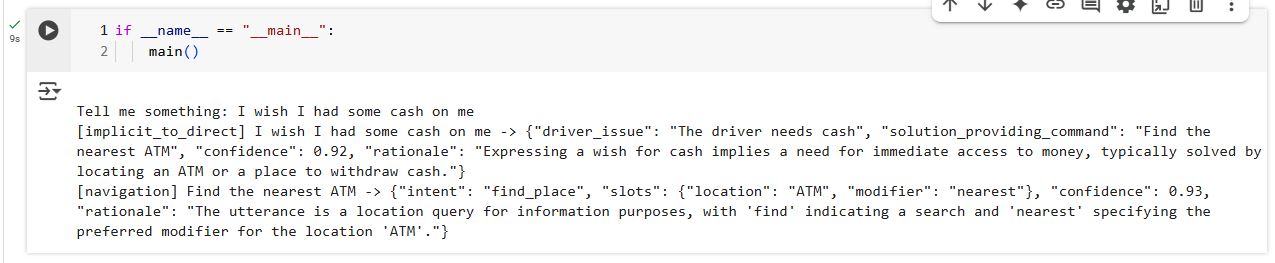 9s
1 if __name__ == "__main__":
2 main()
Tell me something: I wish I had some cash on me
[implicit_to_direct] I wish I had some cash on me -> {"driver_issue": "The driver needs cash", "solution_providing_command": "Find the
nearest ATM", "confidence": 0.92, "rationale": "Expressing a wish for cash implies a need for immediate access to money, typically solved by
locating an ATM or a place to withdraw cash."}
[navigation] Find the nearest ATM -> {"intent": "find_place", "slots": {"location": "ATM", "modifier": "nearest"}, "confidence": 0.93,
"rationale": "The utterance is a location query for information purposes, with 'find' indicating a search and 'nearest' specifying the
preferred modifier for the location 'ATM'."}